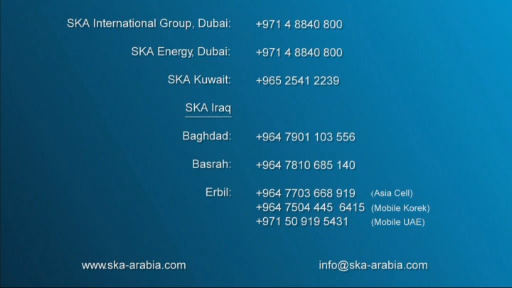 SKA International Group, Dubai: +971 4 8840 800
SKA Energy, Dubai: +971 4 8840 800
SKA Kuwait: +965 2541 2239
SKA Iraq
Baghdad: +964 7901 103 556
Basrah: +964 7810 685 140
Erbil: +964 7703 668 919 (Asia Cell)
+964 7504 445 6415 (Mobile Korek)
+971 50 919 5431 (Mobile UAE)
www.ska-arabia.com info@ska-arabia.com